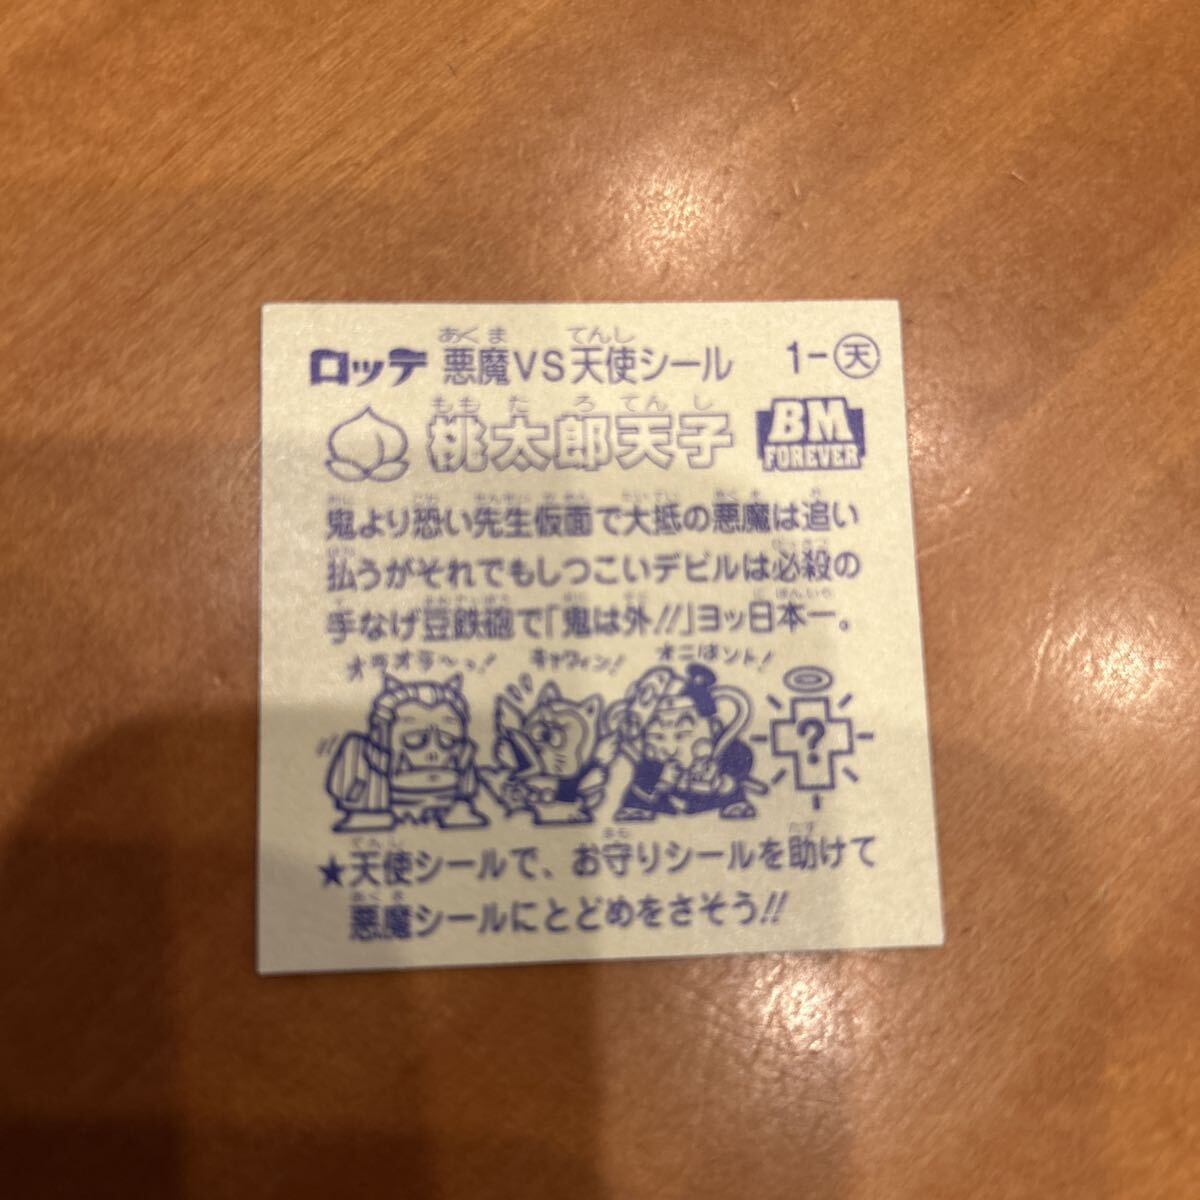 ロッテ 悪魔VS天使シール 1-天
桃太郎天子 BM FOREVER
鬼より恐い先生仮面で大抵の悪魔は追い
払うがそれでもしつこいデビルは必殺の
手なげ豆鉄砲で「鬼は外!!」ヨッ日本一。
オラオラ〜っ! キャウィン! オニばント!
?
★天使シールで、お守りシールを助けて
悪魔シールにとどめをさそう!!